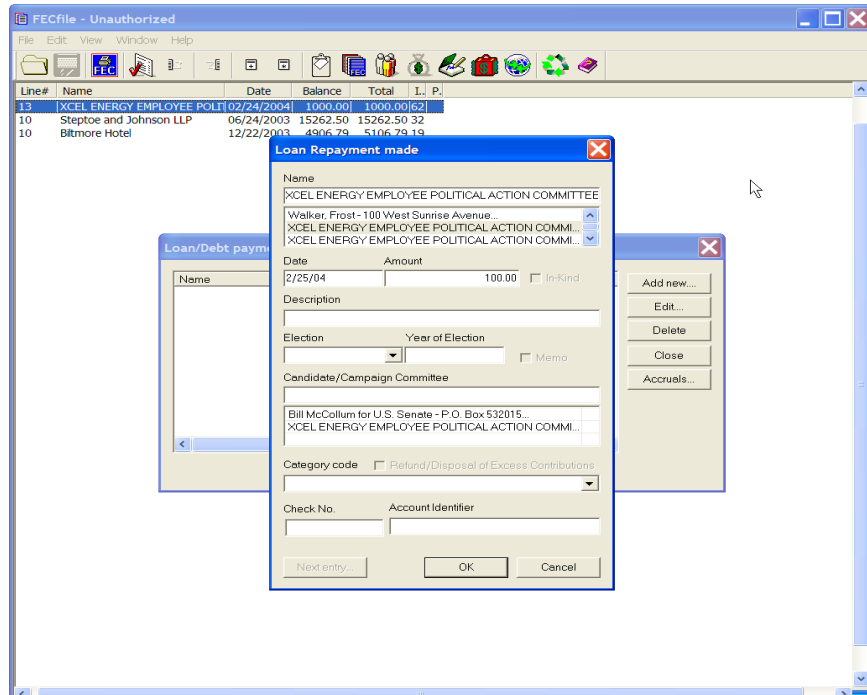 FECfile - Unauthorized
File Edit View Window Help
FEC FEC
Line# Name Date Balance Total I.. P.
13 XCEL ENERGY EMPLOYEE POLIT 02/24/2004 1000.00 1000.00 62
10 Steptoe and Johnson LLP 06/24/2003 15262.50 15262.50 32
10 Biltmore Hotel 12/22/2003 4906.79 5106.79 19
Loan/Debt paym
Name
Add new....
Edit....
Delete
Close
Accruals...
Loan Repayment made
Name
XCEL ENERGY EMPLOYEE POLITICAL ACTION COMMITTEE
Walker, Frost - 100 West Sunrise Avenue...
XCEL ENERGY EMPLOYEE POLITICAL ACTION COMMI...
XCEL ENERGY EMPLOYEE POLITICAL ACTION COMMI...
Date Amount
2/25/04 100.00 In-Kind
Description
Election Year of Election
Memo
Candidate/Campaign Committee
Bill McCollum for U.S. Senate - P.O. Box 532015...
XCEL ENERGY EMPLOYEE POLITICAL ACTION COMMI...
Category code Refund/Disposal of Excess Contributions
Check No. Account Identifier
Next entry... OK Cancel